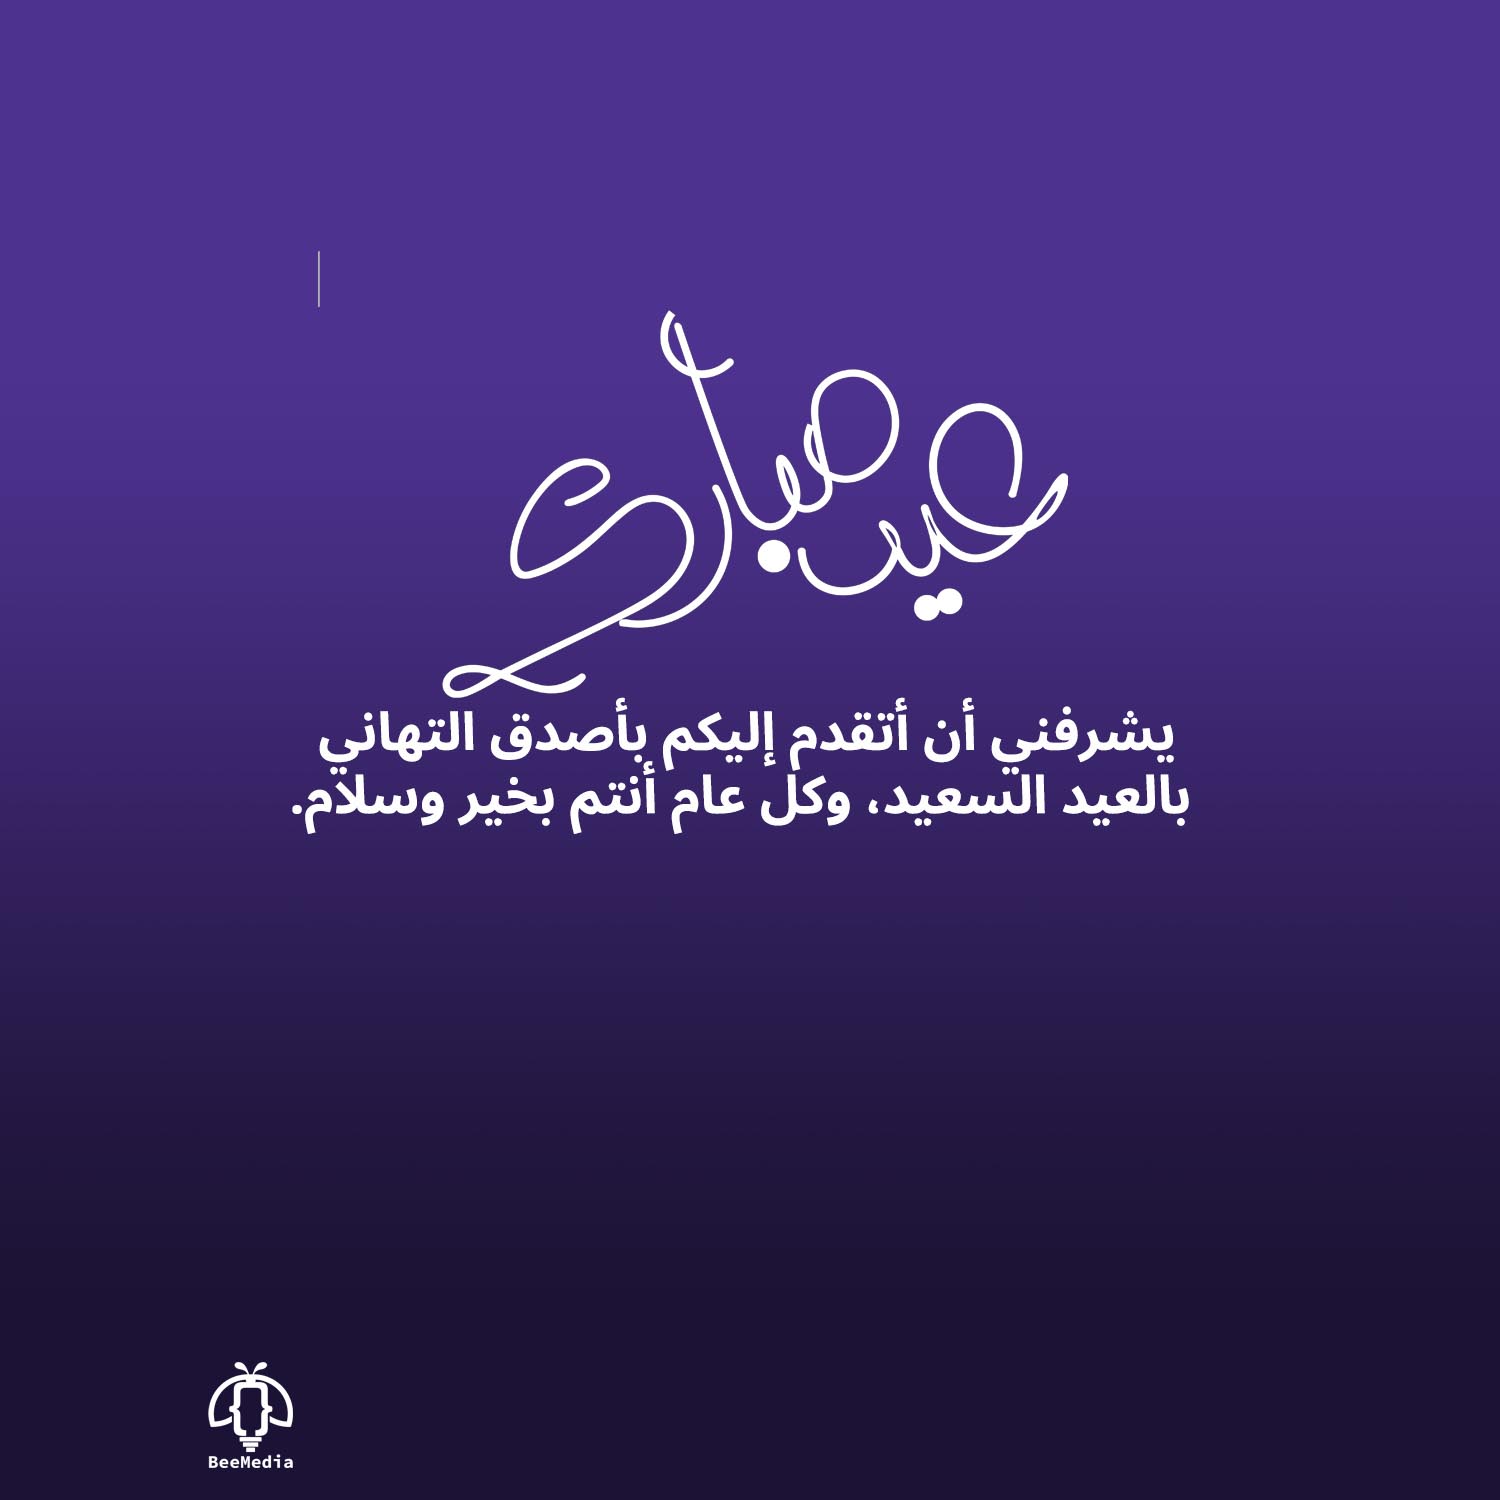 عيد مبارك
يشرفني أن أتقدم إليكم بأصدق التهاني
بالعيد السعيد، وكل عام أنتم بخير وسلام.
BeeMedia